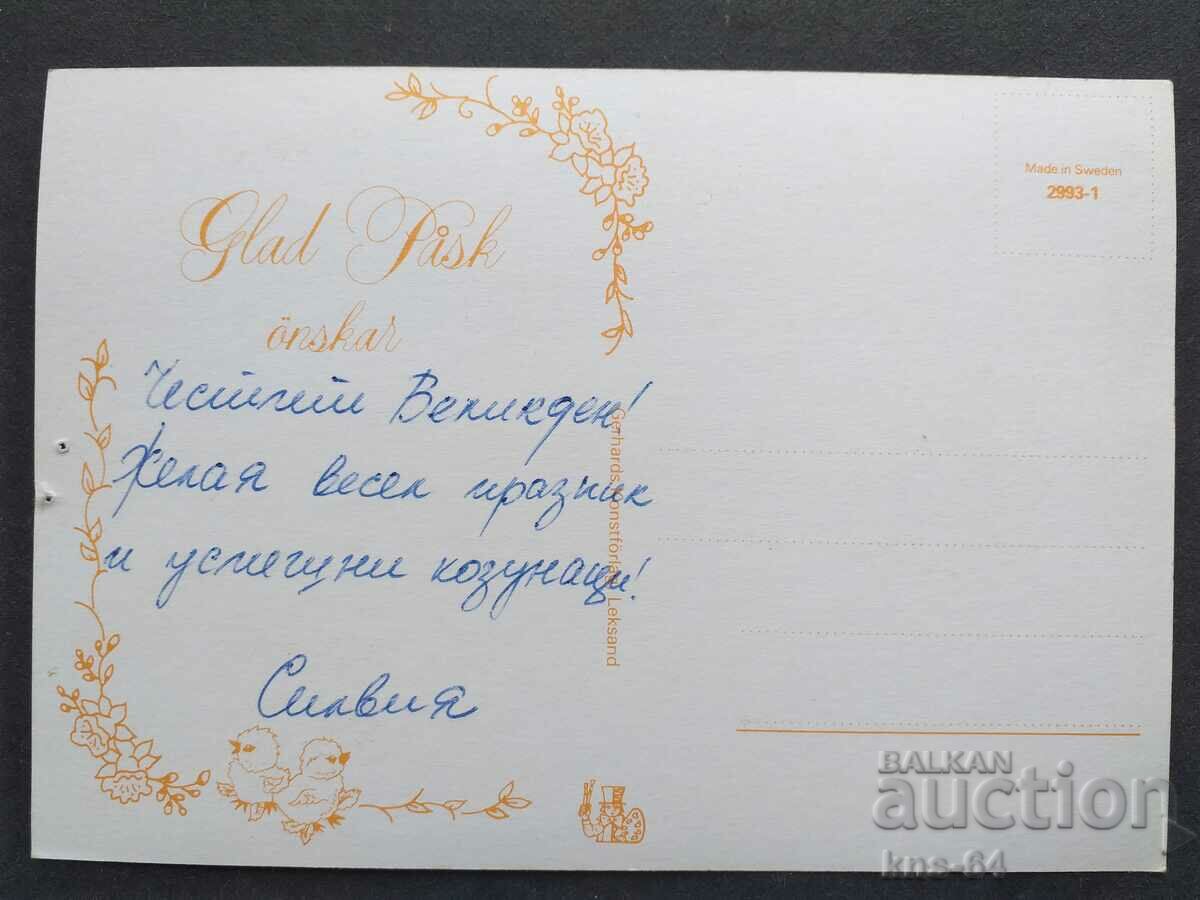 Glad Påsk
önskar
Честит Великден!
Желая весел празник
и успешни козунаци!
Силвия
Made in Sweden
2993-1
Gerhards Konstförlag Leksand
BALKAN
auction
kns-64